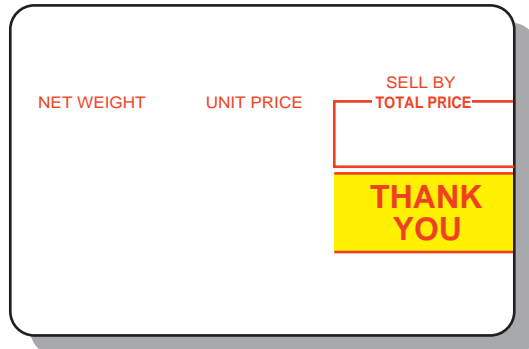 SELL BY
NET WEIGHT UNIT PRICE TOTAL PRICE
THANK
YOU